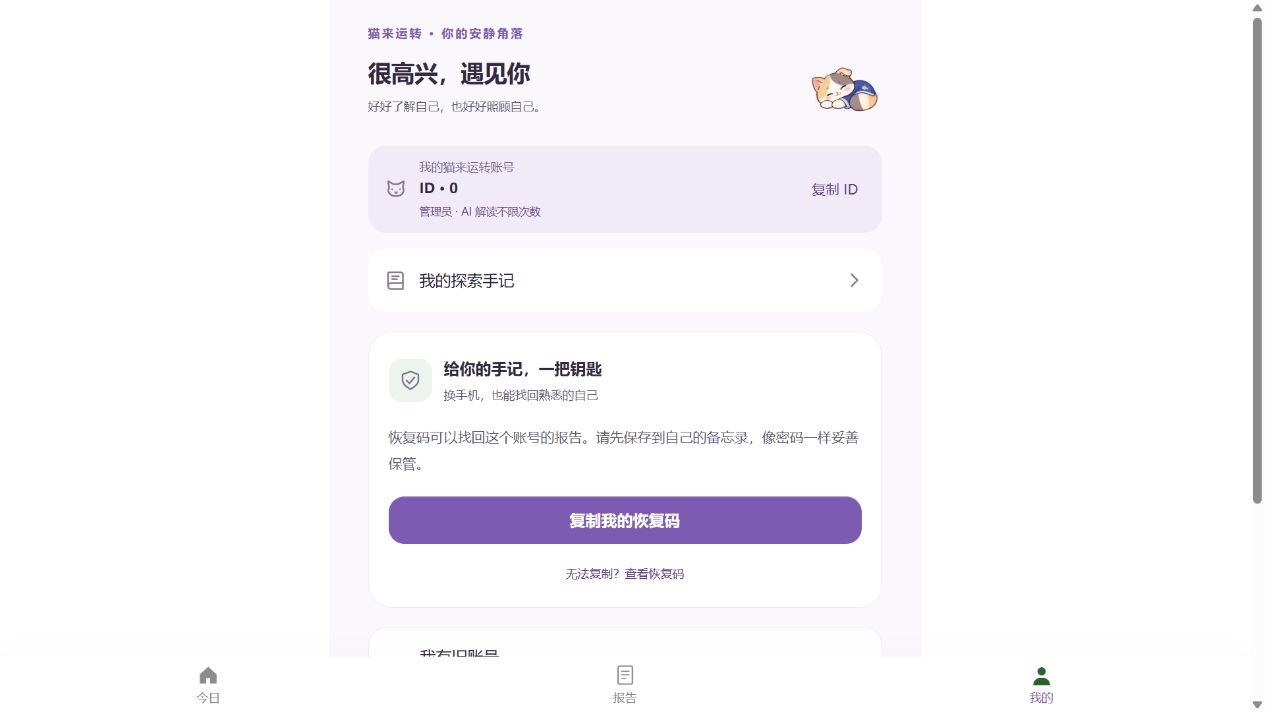 猫来运转 • 你的安静角落
很高兴，遇见你
好好了解自己，也好好照顾自己。
我的猫来运转账号
ID • 0
管理员 · AI 解读不限次数
复制 ID
我的探索手记
给你的手记，一把钥匙
换手机，也能找回熟悉的自己
恢复码可以找回这个账号的报告。请先保存到自己的备忘录，像密码一样妥善
保管。
复制我的恢复码
无法复制？查看恢复码
我有旧账号
今日
报告
我的